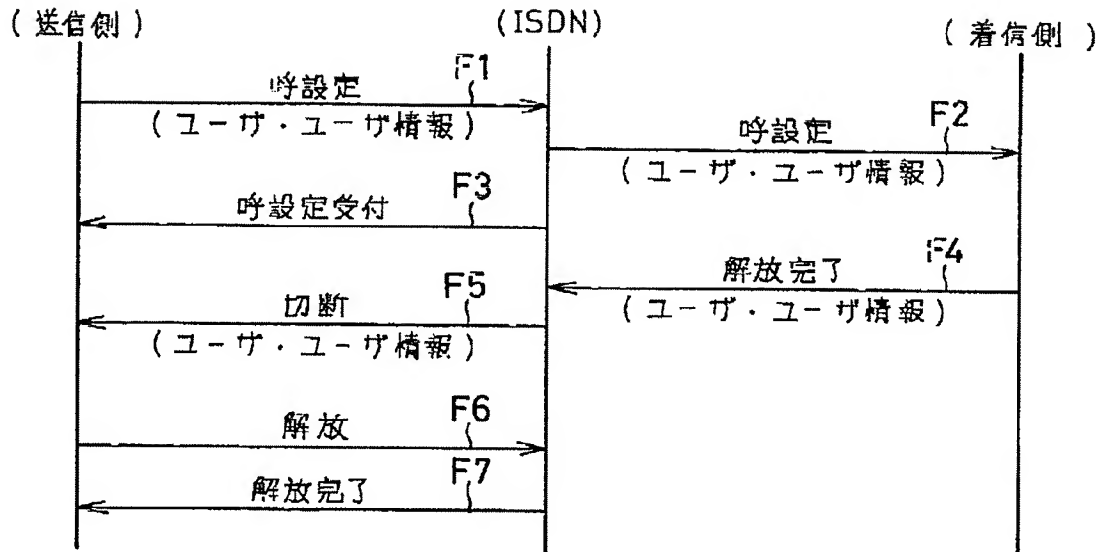 (送信側)
(ISDN)
(着信側)
呼設定
F1
(ユーザ・ユーザ情報)
呼設定
F2
(ユーザ・ユーザ情報)
呼設定受付
F3
解放完了
F4
(ユーザ・ユーザ情報)
切断
F5
(ユーザ・ユーザ情報)
解放
F6
解放完了
F7